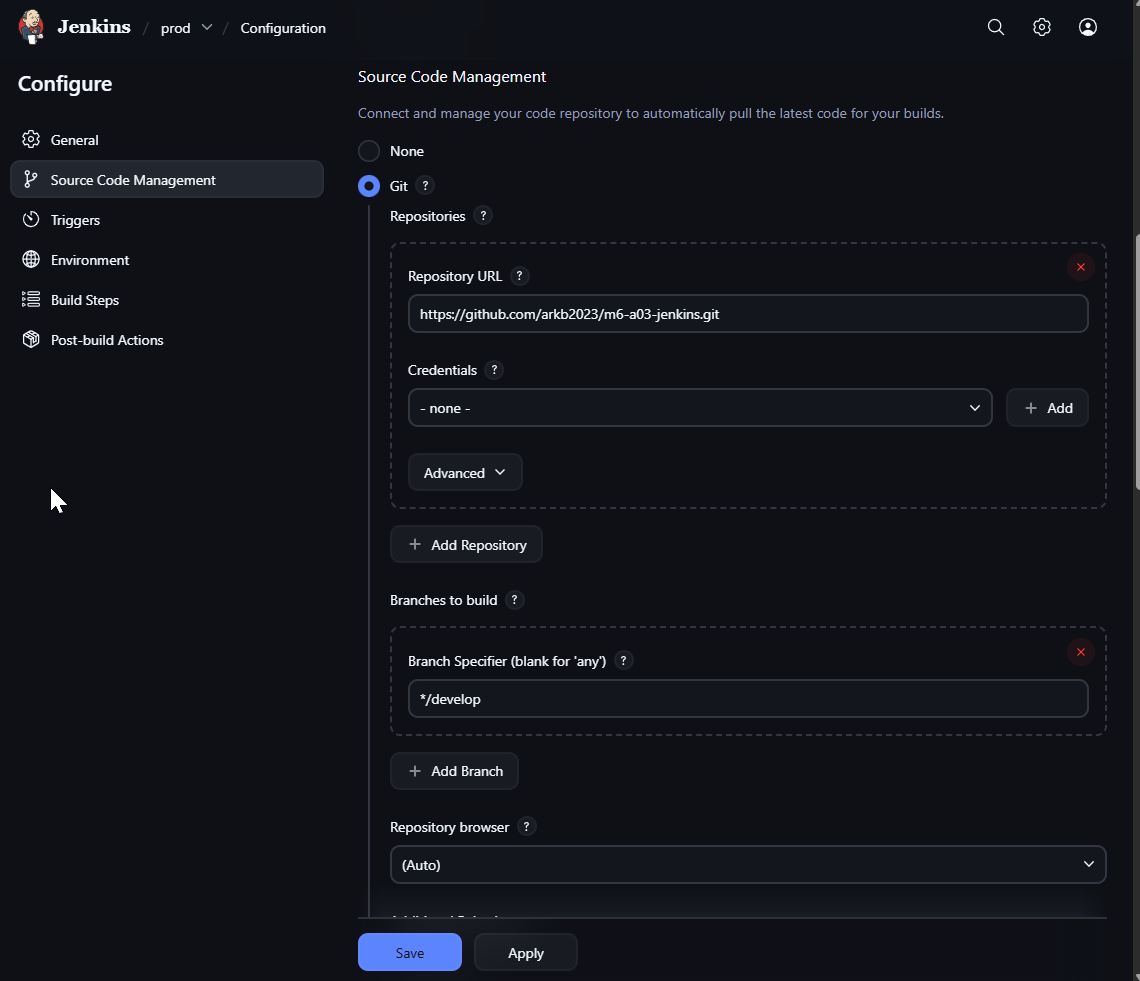 Jenkins / prod / Configuration
Configure
General
Source Code Management
Triggers
Environment
Build Steps
Post-build Actions
Source Code Management
Connect and manage your code repository to automatically pull the latest code for your builds.
None
Git ?
Repositories ?
Repository URL ?
https://github.com/arkb2023/m6-a03-jenkins.git
Credentials ?
- none -
+ Add
Advanced
+ Add Repository
Branches to build ?
Branch Specifier (blank for 'any') ?
*/develop
+ Add Branch
Repository browser ?
(Auto)
Save
Apply